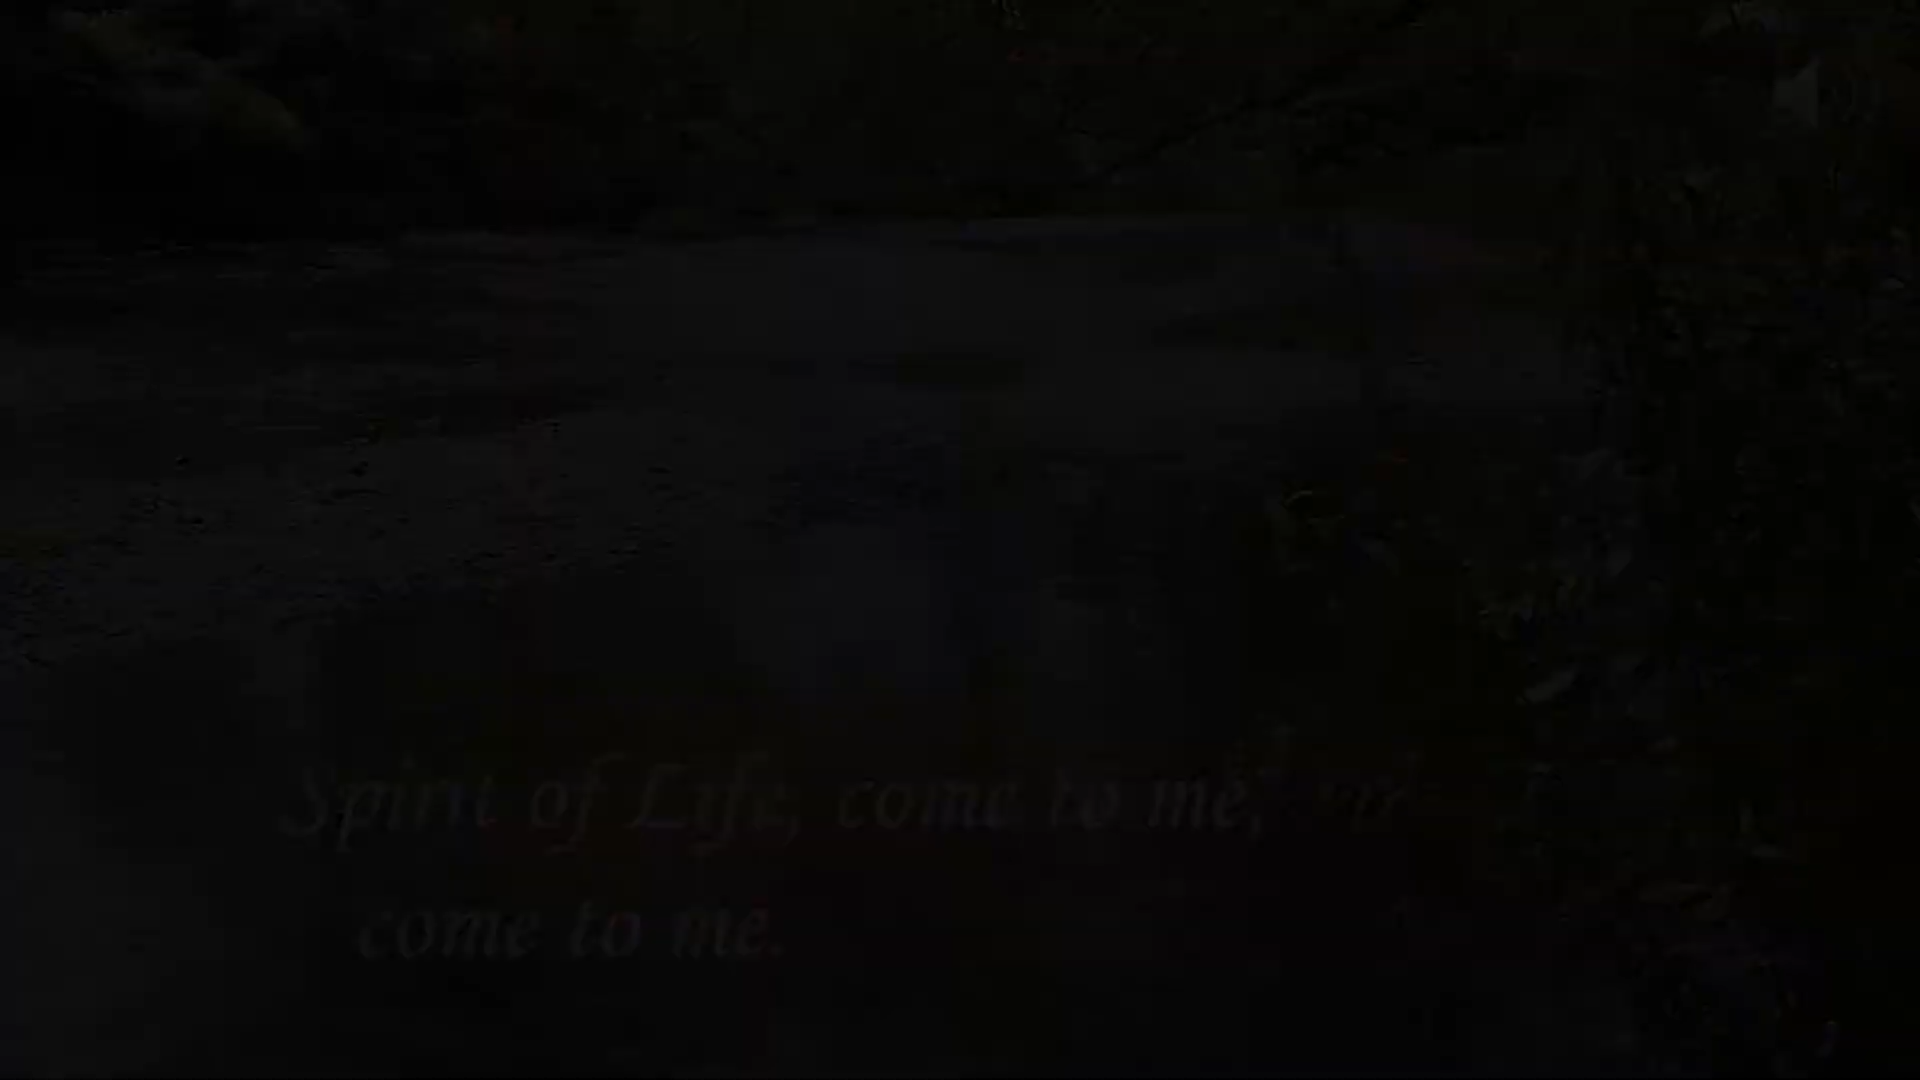 Spirit of Life, come to me,
come to me.